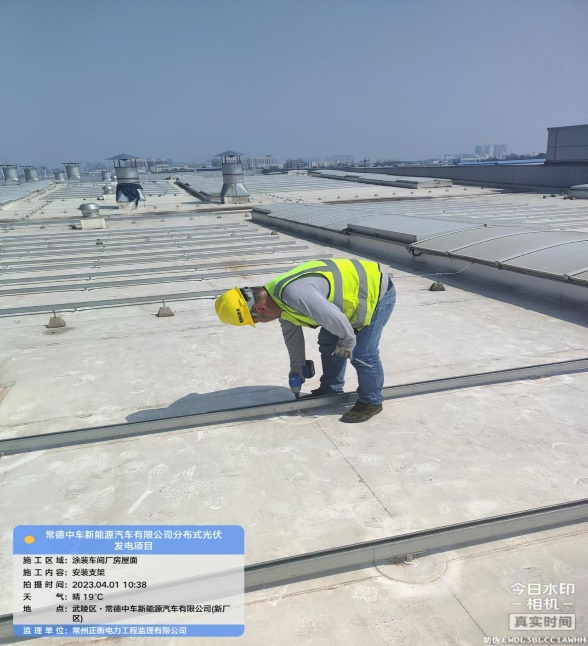 常德中车新能源汽车有限公司分布式光伏
发电项目
施工区域：涂装车间厂房屋面
施工内容：安装支架
拍摄时间：2023.04.01 10:38
天　　气：晴 19℃
地　　点：武陵区·常德中车新能源汽车有限公司(新厂
区)
监理单位：常州正衡电力工程监理有限公司
今日水印
相机
真实时间
防伪 EWDL3BLCC1AWHH